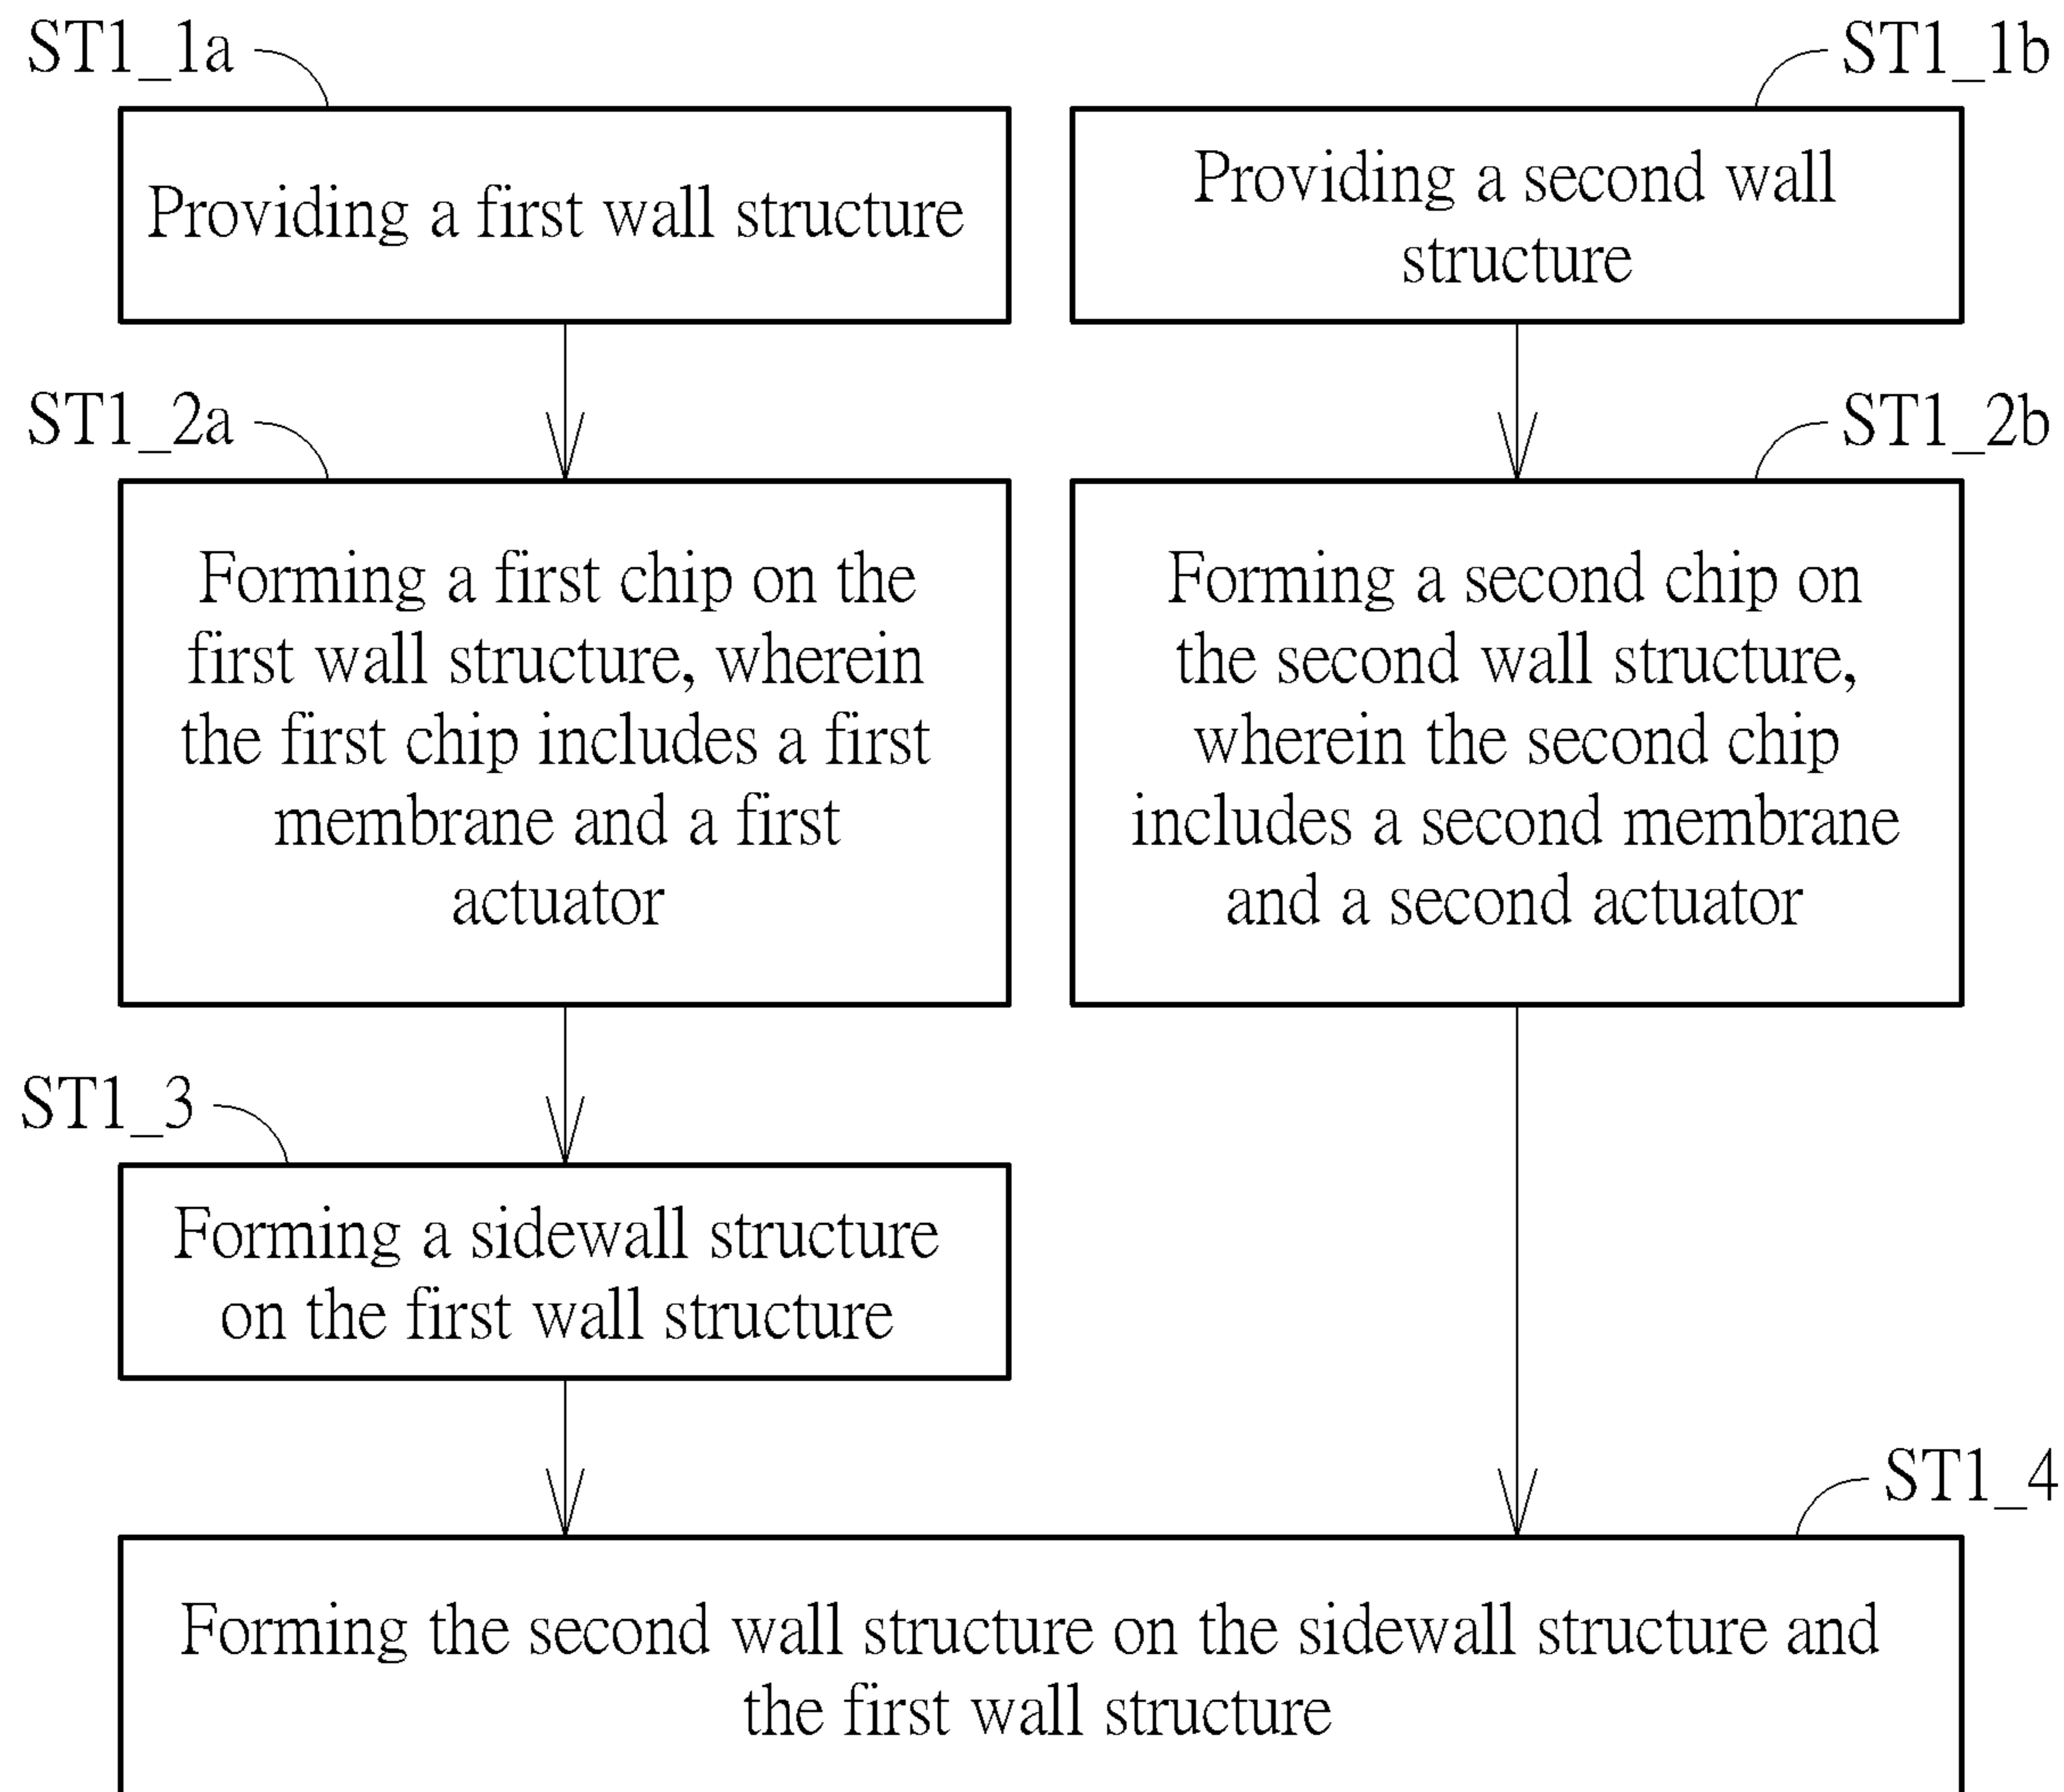 ST1_1a
Providing a first wall structure
ST1_1b
Providing a second wall
structure
ST1_2a
Forming a first chip on the
first wall structure, wherein
the first chip includes a first
membrane and a first
actuator
ST1_2b
Forming a second chip on
the second wall structure,
wherein the second chip
includes a second membrane
and a second actuator
ST1_3
Forming a sidewall structure
on the first wall structure
ST1_4
Forming the second wall structure on the sidewall structure and
the first wall structure